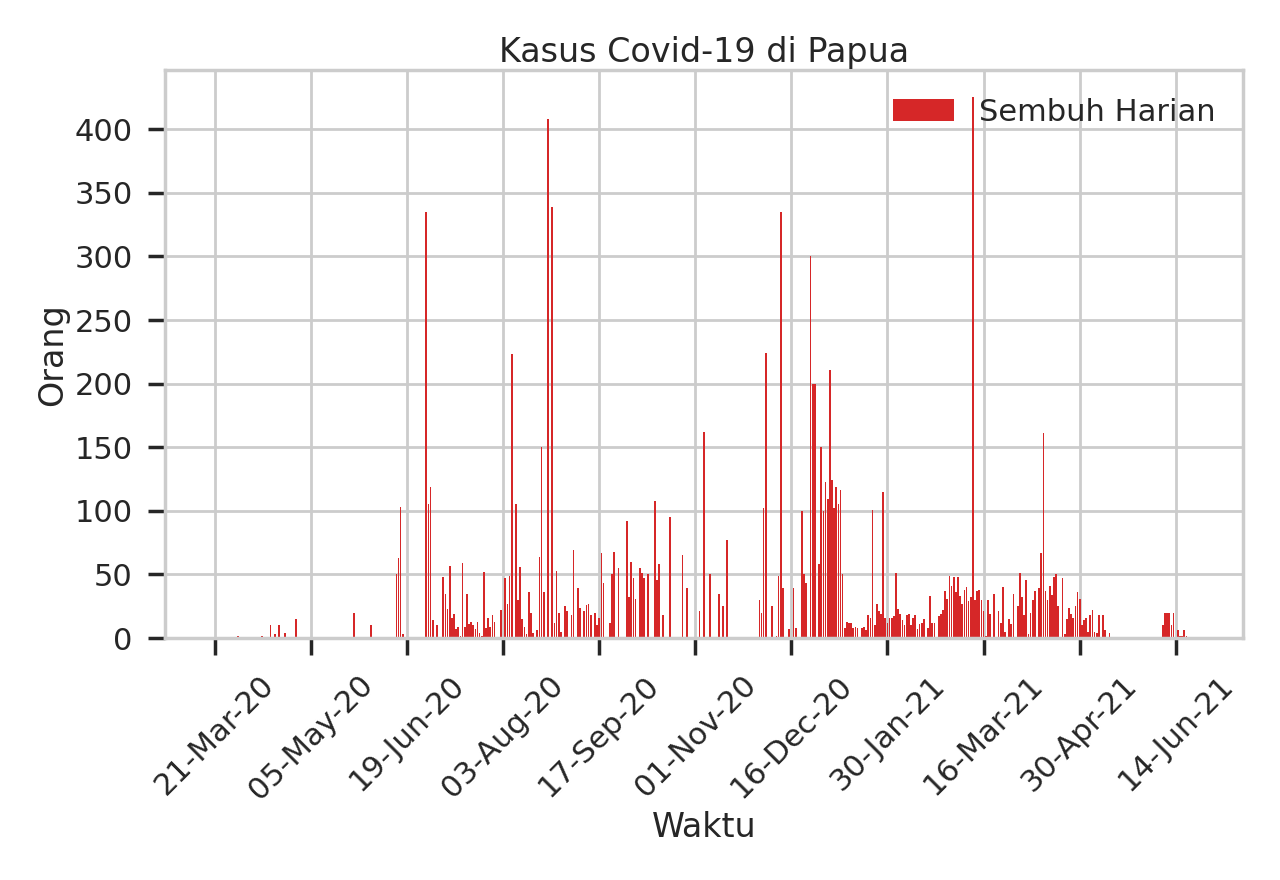 Kasus Covid-19 di Papua
Sembuh Harian
Orang
400
350
300
250
200
150
100
50
0
21-Mar-20
05-May-20
19-Jun-20
03-Aug-20
17-Sep-20
01-Nov-20
16-Dec-20
30-Jan-21
16-Mar-21
30-Apr-21
14-Jun-21
Waktu